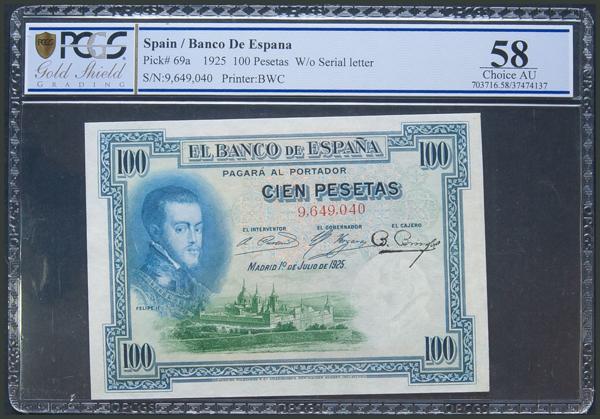 PCGS
Gold Shield
GRADING
Spain / Banco De Espana
Pick# 69a 1925 100 Pesetas W/o Serial letter
S/N:9,649,040 Printer:BWC
58
Choice AU
703716.58/37474137
100
EL BANCO DE ESPAÑA
100
PAGARÁ AL PORTADOR
CIEN PESETAS
9,649,040
EL INTERVENTOR EL GOBERNADOR EL CAJERO
MADRID 1º DE JULIO DE 1925.
FELIPE II
100
100